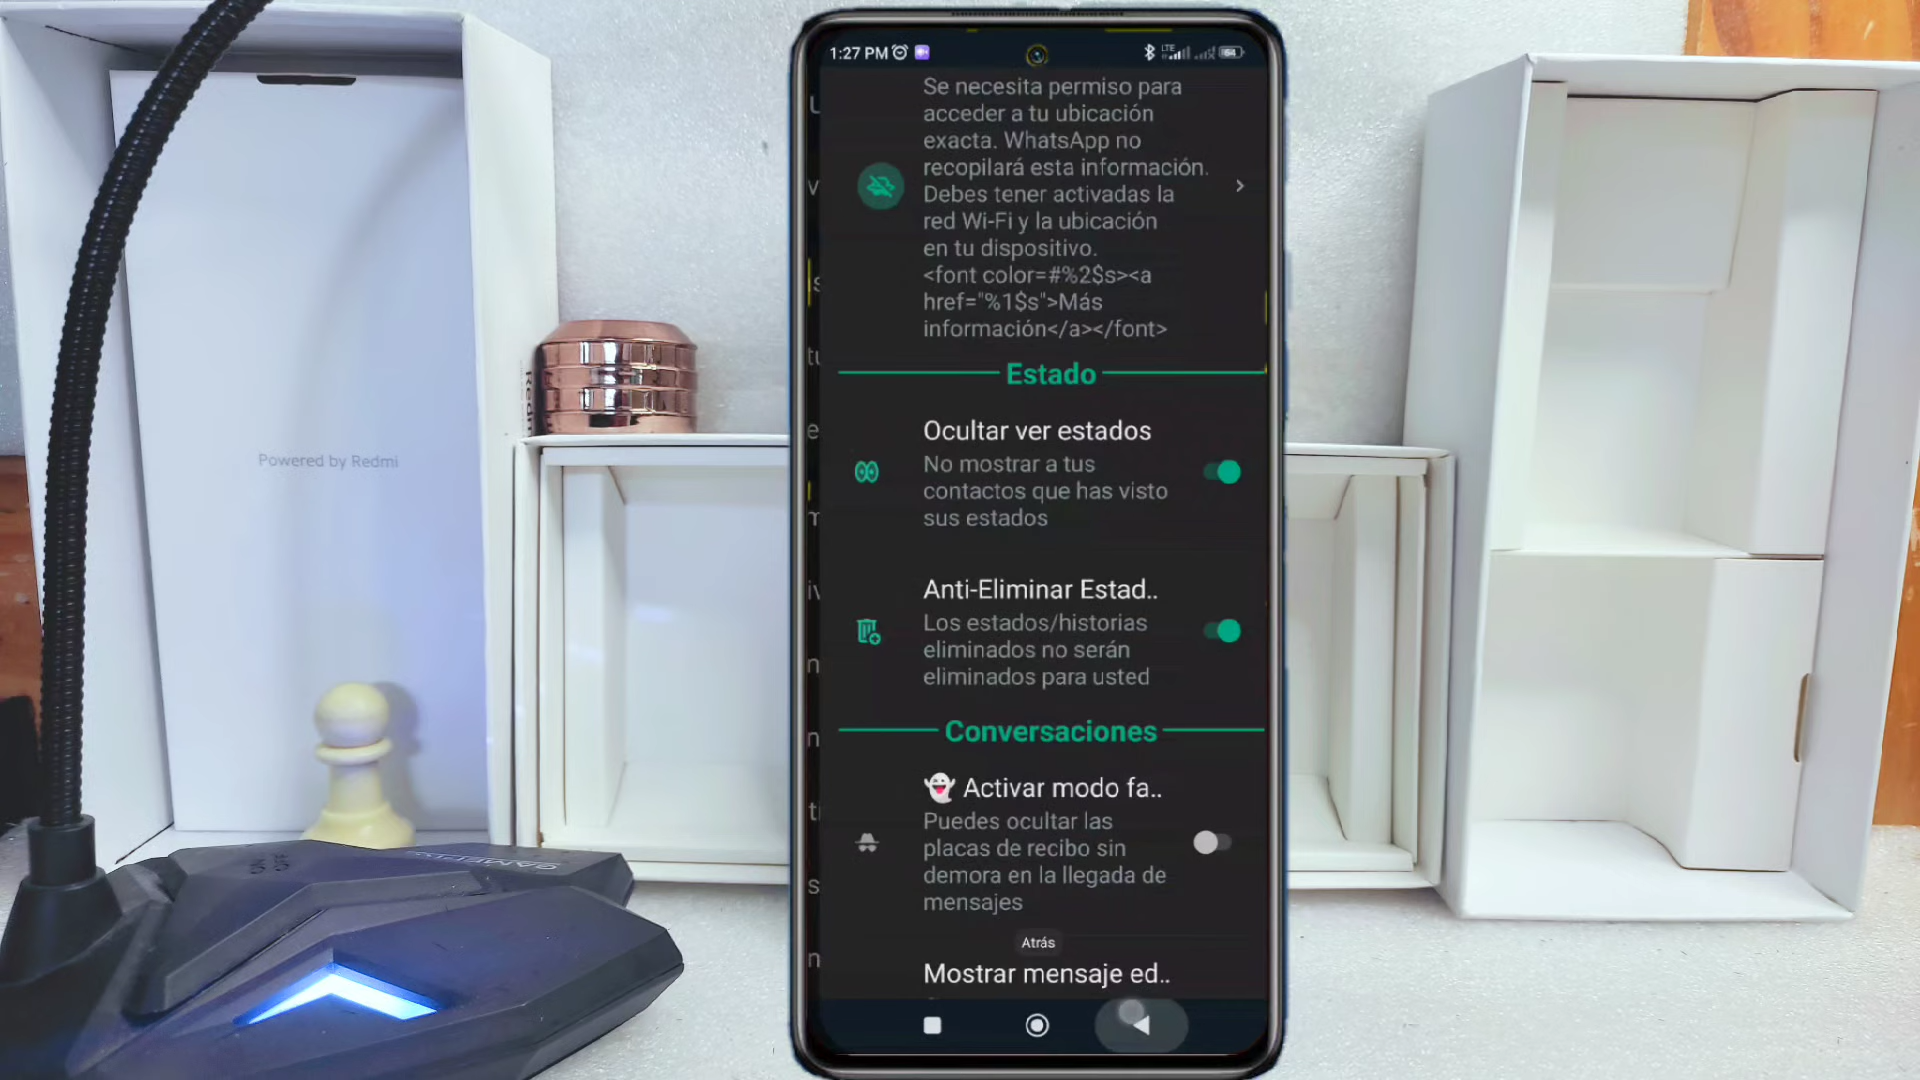 1:27 PM
LTE
54
Se necesita permiso para
acceder a tu ubicación
exacta. WhatsApp no
recopilará esta información.
Debes tener activadas la
red Wi-Fi y la ubicación
en tu dispositivo.
<font color=#%2$s><a
href="%1$s">Más
información</a></font>
Estado
Ocultar ver estados
No mostrar a tus
contactos que has visto
sus estados
Anti-Eliminar Estad..
Los estados/historias
eliminados no serán
eliminados para usted
Conversaciones
👻 Activar modo fa..
Puedes ocultar las
placas de recibo sin
demora en la llegada de
mensajes
Atrás
Mostrar mensaje ed..
Powered by Redmi